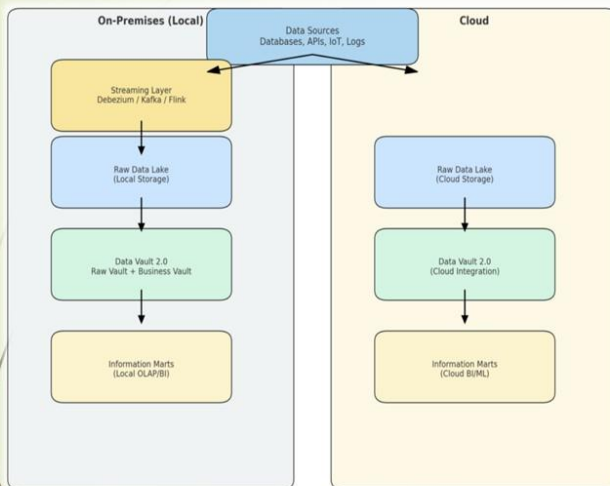 On-Premises (Local)
Data Sources
Databases, APIs, IoT, Logs
Cloud
Streaming Layer
Debezium / Kafka / Flink
Raw Data Lake
(Local Storage)
Data Vault 2.0
Raw Vault + Business Vault
Information Marts
(Local OLAP/BI)
Raw Data Lake
(Cloud Storage)
Data Vault 2.0
(Cloud Integration)
Information Marts
(Cloud BI/ML)